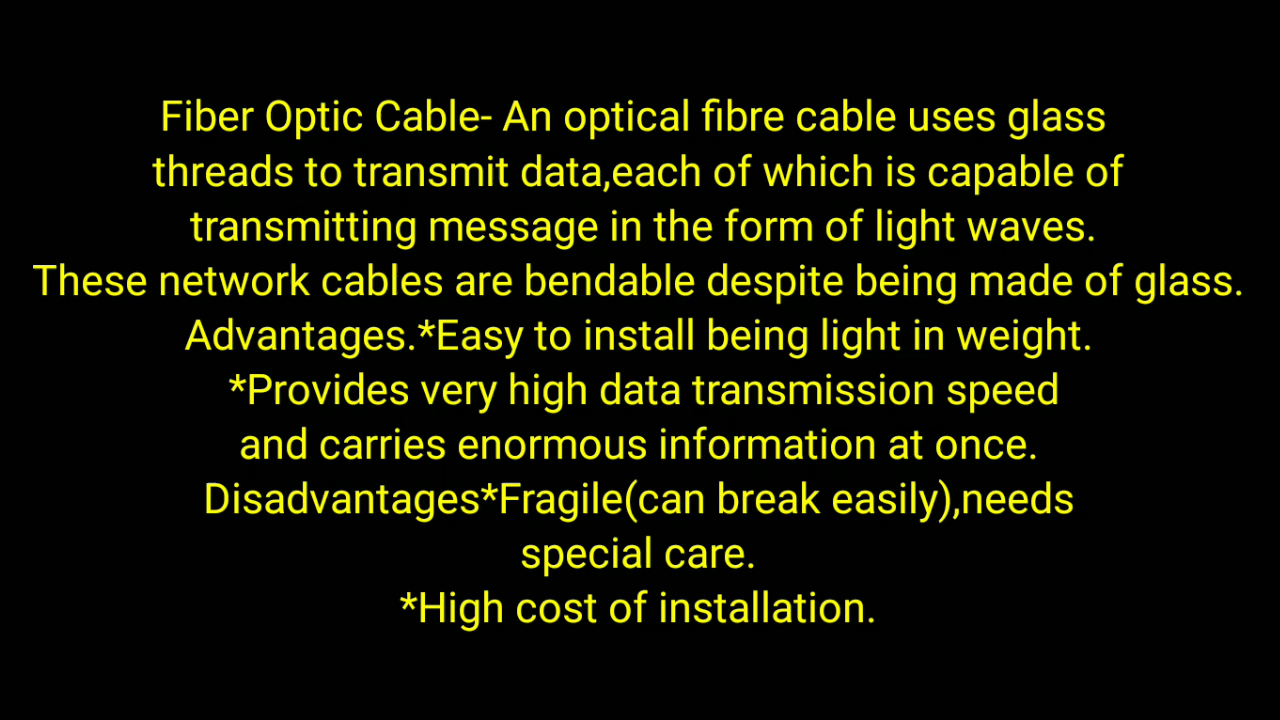 Fiber Optic Cable- An optical fibre cable uses glass
threads to transmit data,each of which is capable of
transmitting message in the form of light waves.
These network cables are bendable despite being made of glass.
Advantages.*Easy to install being light in weight.
*Provides very high data transmission speed
and carries enormous information at once.
Disadvantages*Fragile(can break easily),needs
special care.
*High cost of installation.